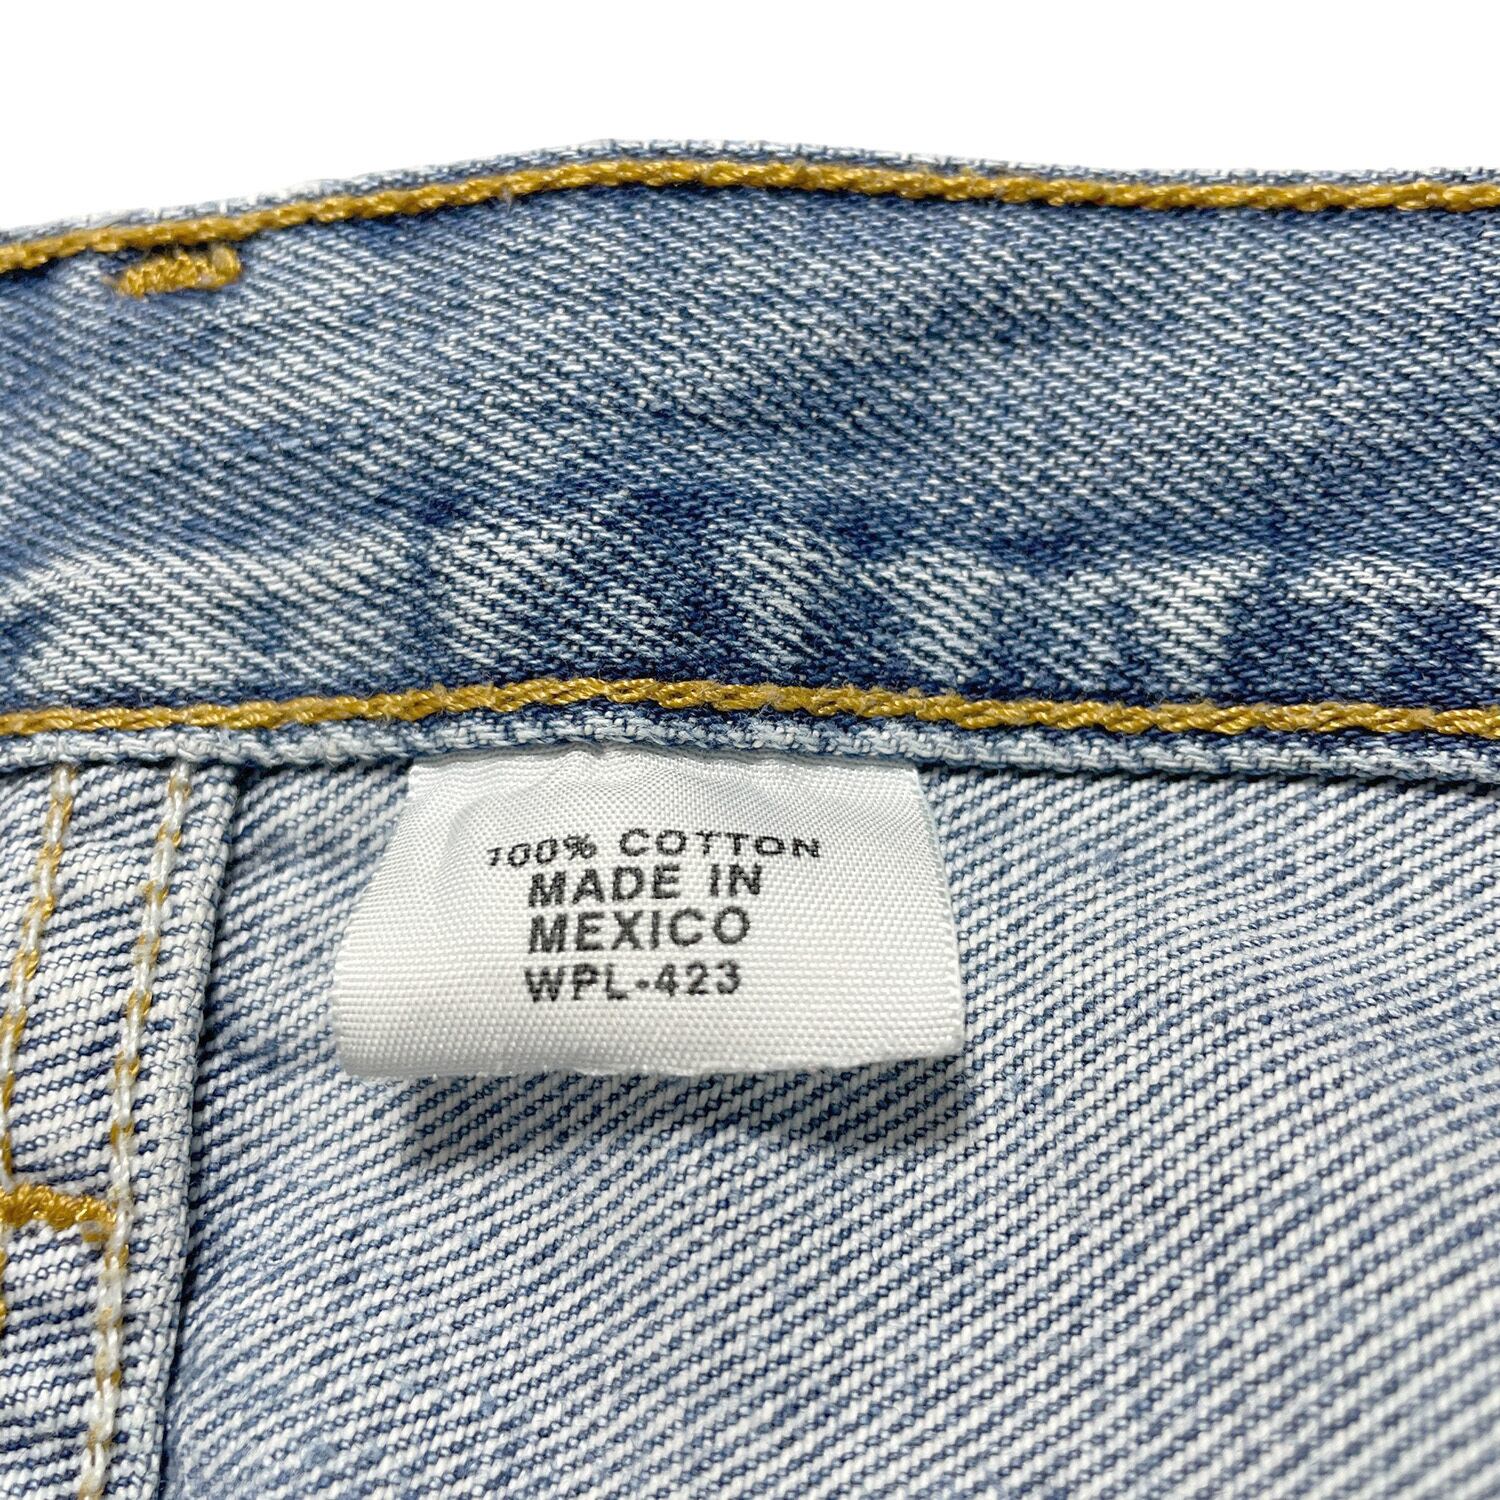 100% COTTON
MADE IN
MEXICO
WPL-423